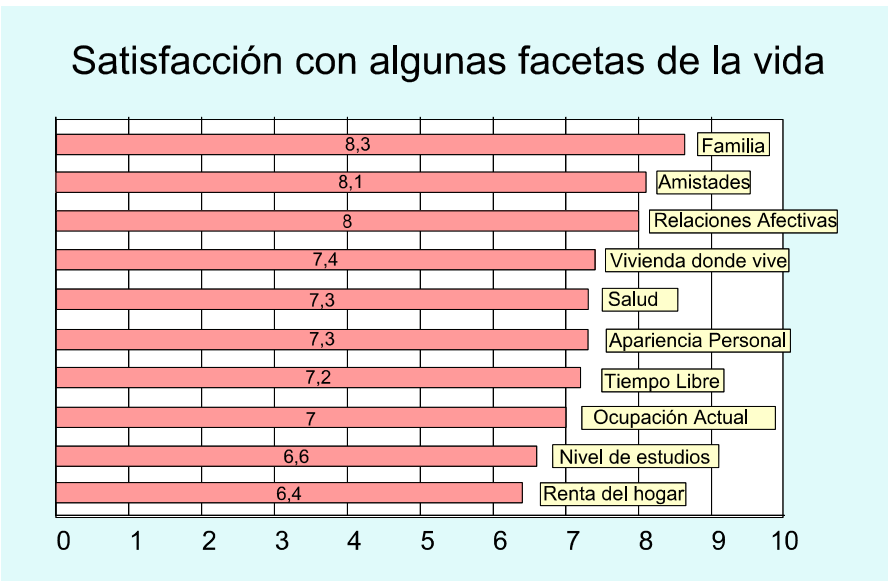 Satisfacción con algunas facetas de la vida
8,3 Familia
8,1 Amistades
8 Relaciones Afectivas
7,4 Vivienda donde vive
7,3 Salud
7,3 Apariencia Personal
7,2 Tiempo Libre
7 Ocupación Actual
6,6 Nivel de estudios
6,4 Renta del hogar
0 1 2 3 4 5 6 7 8 9 10